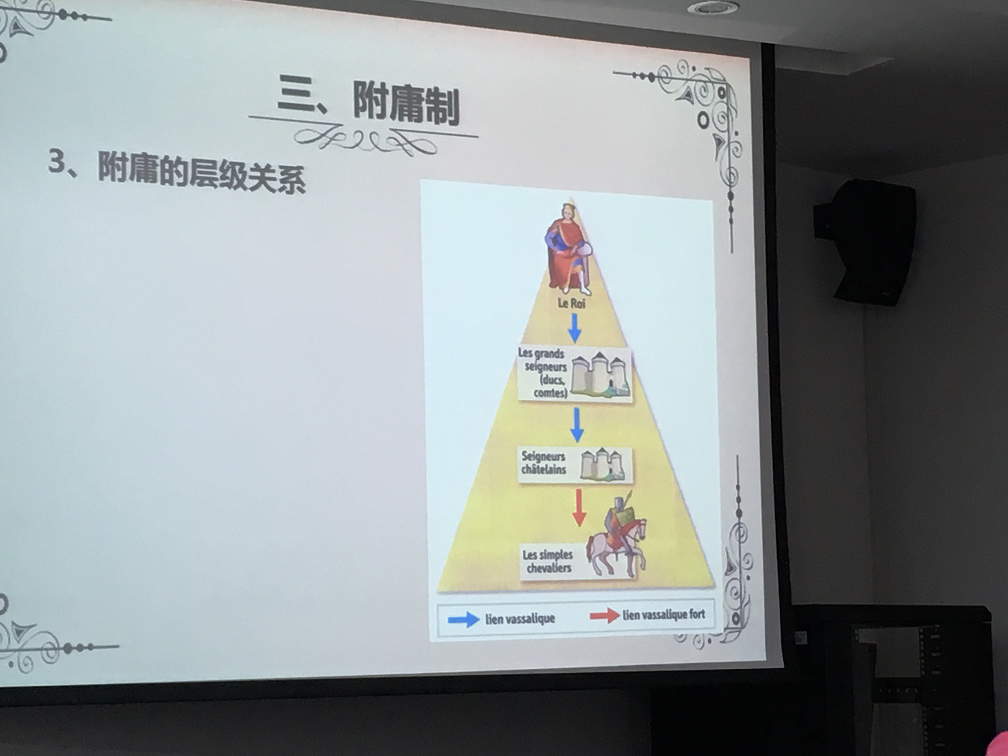 三、附庸制
3、附庸的层级关系
Le Roi
Les grands
seigneurs
(ducs,
comtes)
Seigneurs
châtelains
Les simples
chevaliers
lien vassalique
lien vassalique fort